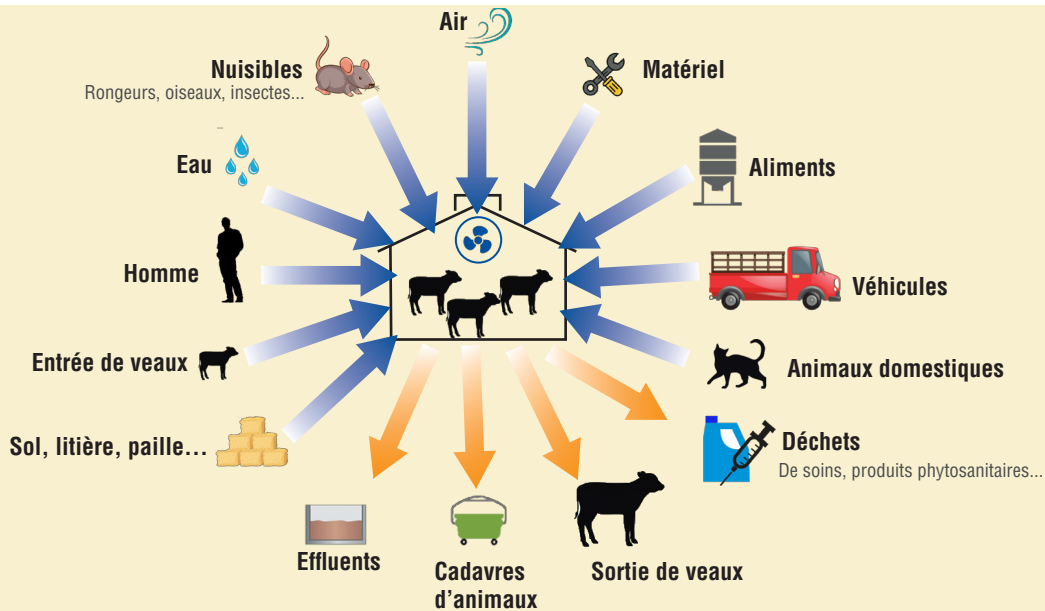 Air
Nuisibles
Rongeurs, oiseaux, insectes...
Matériel
Eau
Aliments
Homme
Véhicules
Entrée de veaux
Animaux domestiques
Sol, litière, paille...
Déchets
De soins, produits phytosanitaires...
Effluents
Cadavres
d'animaux
Sortie de veaux